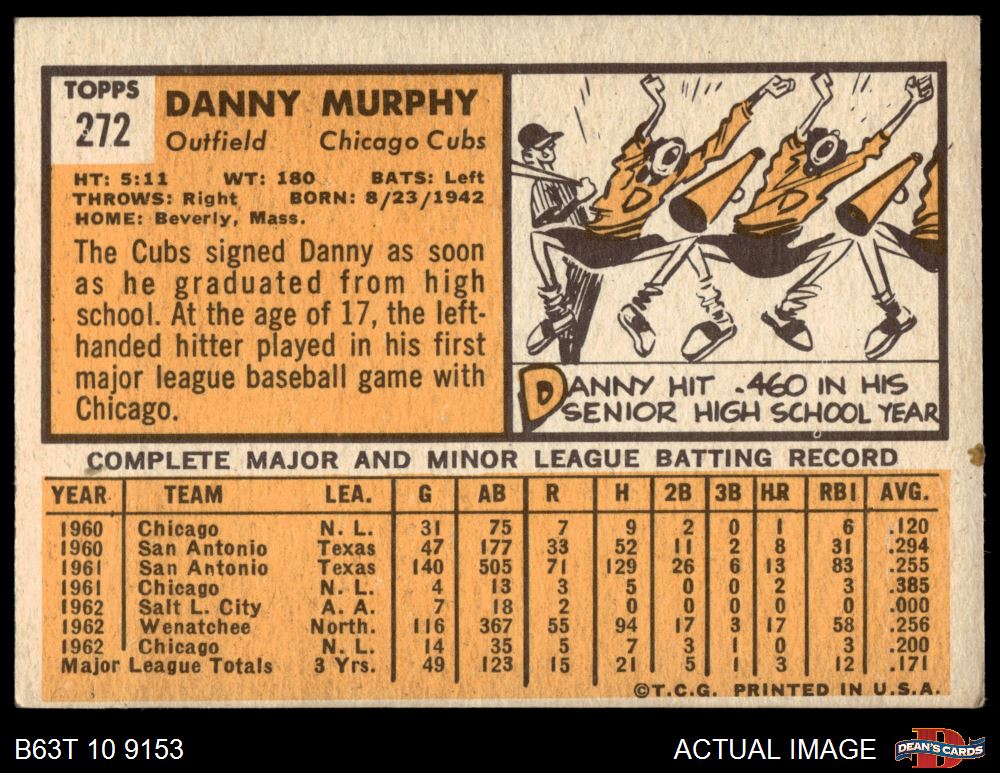 TOPPS
272
DANNY MURPHY
Outfield Chicago Cubs
HT: 5:11 WT: 180 BATS: Left
THROWS: Right BORN: 8/23/1942
HOME: Beverly, Mass.
The Cubs signed Danny as soon
as he graduated from high
school. At the age of 17, the left-
handed hitter played in his first
major league baseball game with
Chicago.
D
D
DANNY HIT .460 IN HIS
SENIOR HIGH SCHOOL YEAR
COMPLETE MAJOR AND MINOR LEAGUE BATTING RECORD
YEAR TEAM LEA. G AB R H 2B 3B HR RBI AVG.
1960 Chicago N. L. 31 75 7 9 2 0 1 6 .120
1960 San Antonio Texas 47 177 33 52 11 2 8 31 .294
1961 San Antonio Texas 140 505 71 129 26 6 13 83 .255
1961 Chicago N. L. 4 13 3 5 0 0 2 3 .385
1962 Salt L. City A. A. 7 18 2 0 0 0 0 0 .000
1962 Wenatchee North. 116 367 55 94 17 3 17 58 .256
1962 Chicago N. L. 14 35 5 7 3 1 0 3 .200
Major League Totals 3 Yrs. 49 123 15 21 5 1 3 12 .171
©T.C.G. PRINTED IN U.S.A.
B63T 10 9153
ACTUAL IMAGE
D
DEAN'S CARDS